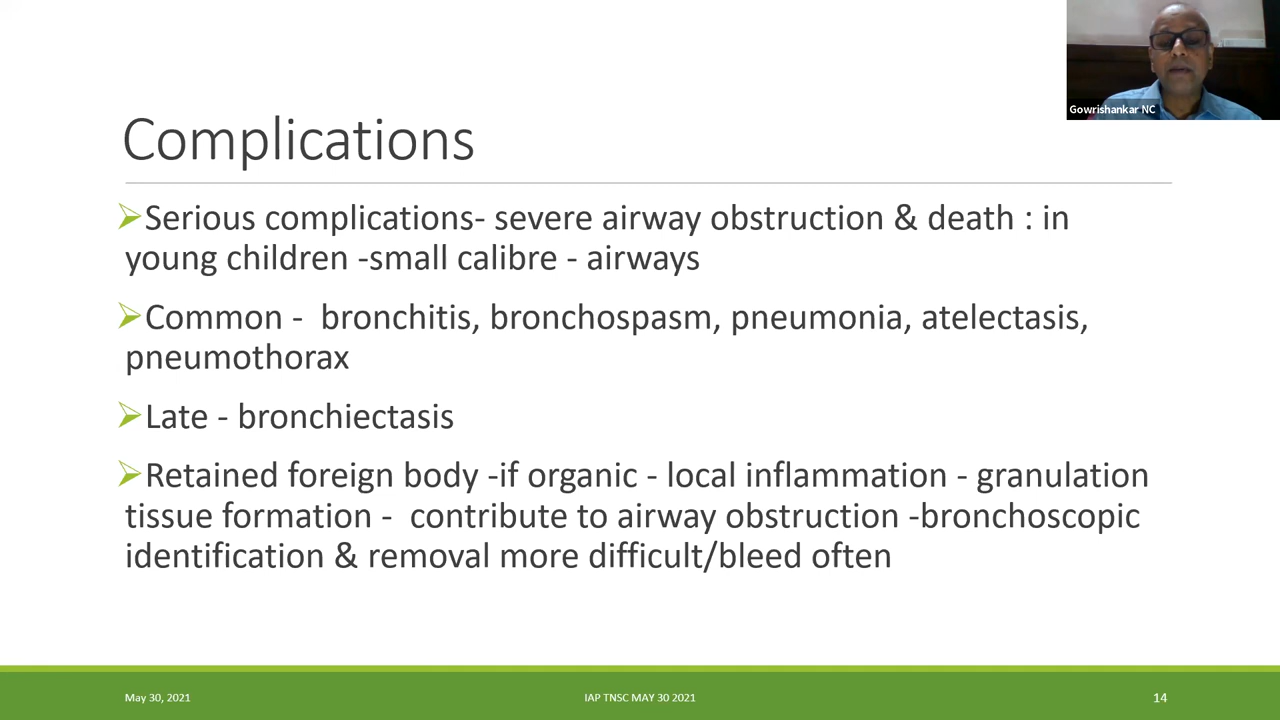 Gowrishankar NC
Complications
Serious complications- severe airway obstruction & death : in
young children -small calibre - airways
Common -  bronchitis, bronchospasm, pneumonia, atelectasis,
pneumothorax
Late - bronchiectasis
Retained foreign body -if organic - local inflammation - granulation
tissue formation -  contribute to airway obstruction -bronchoscopic
identification & removal more difficult/bleed often
May 30, 2021
IAP TNSC MAY 30 2021
14